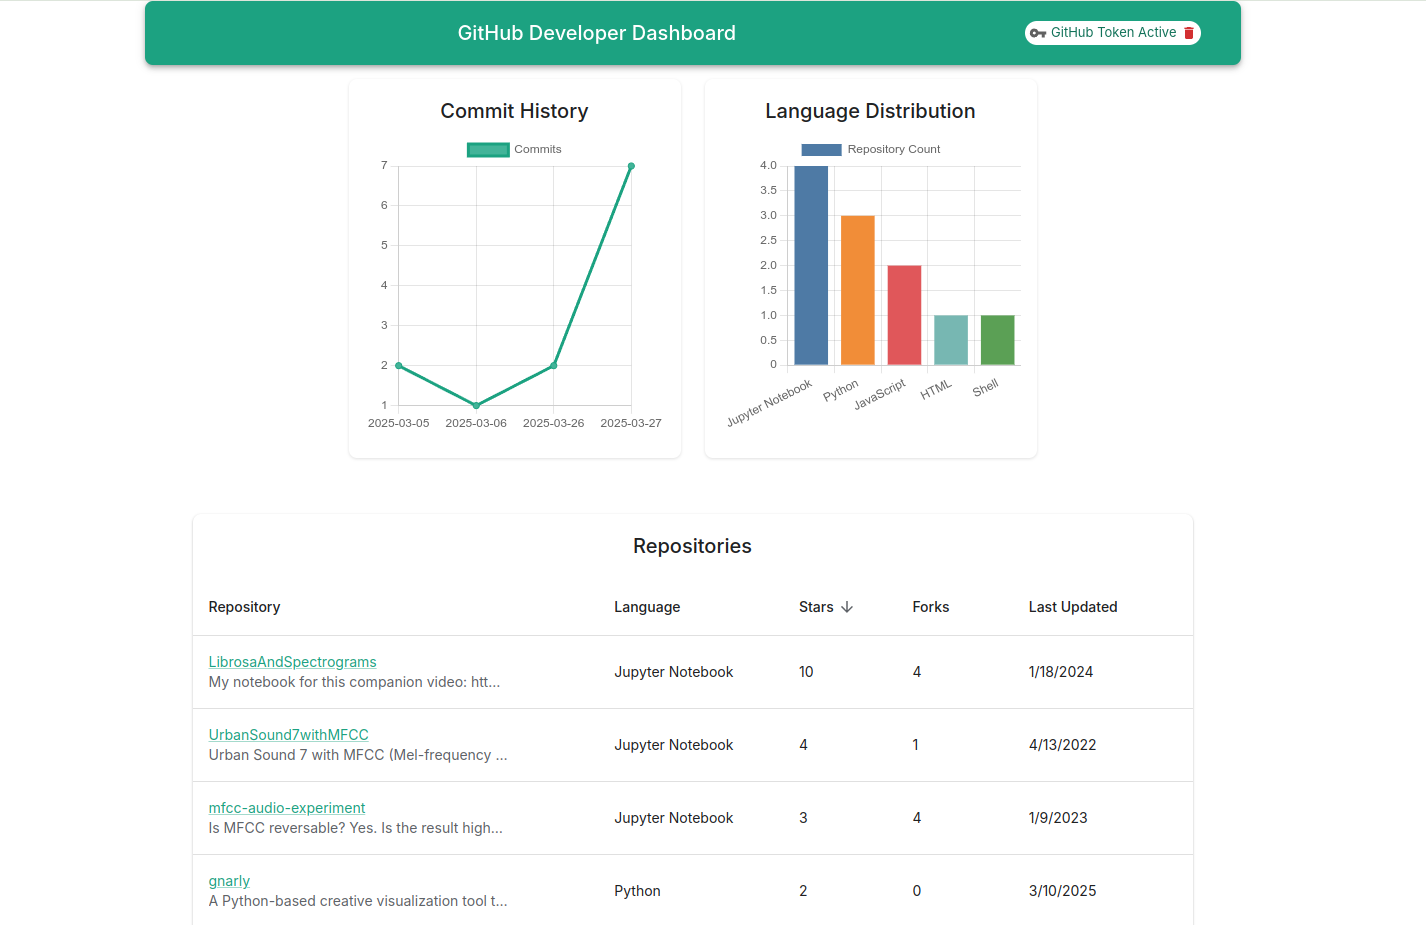 GitHub Developer Dashboard
GitHub Token Active
Commit History
Commits
7
6
5
4
3
2
1
2025-03-05 2025-03-06 2025-03-26 2025-03-27
Language Distribution
Repository Count
4.0
3.5
3.0
2.5
2.0
1.5
1.0
0.5
0
Jupyter Notebook Python JavaScript HTML Shell
Repositories
Repository Language Stars Forks Last Updated
LibrosaAndSpectrograms
My notebook for this companion video: htt...
Jupyter Notebook 10 4 1/18/2024
UrbanSound7withMFCC
Urban Sound 7 with MFCC (Mel-frequency ...
Jupyter Notebook 4 1 4/13/2022
mfcc-audio-experiment
Is MFCC reversable? Yes. Is the result high...
Jupyter Notebook 3 4 1/9/2023
gnarly
A Python-based creative visualization tool t...
Python 2 0 3/10/2025